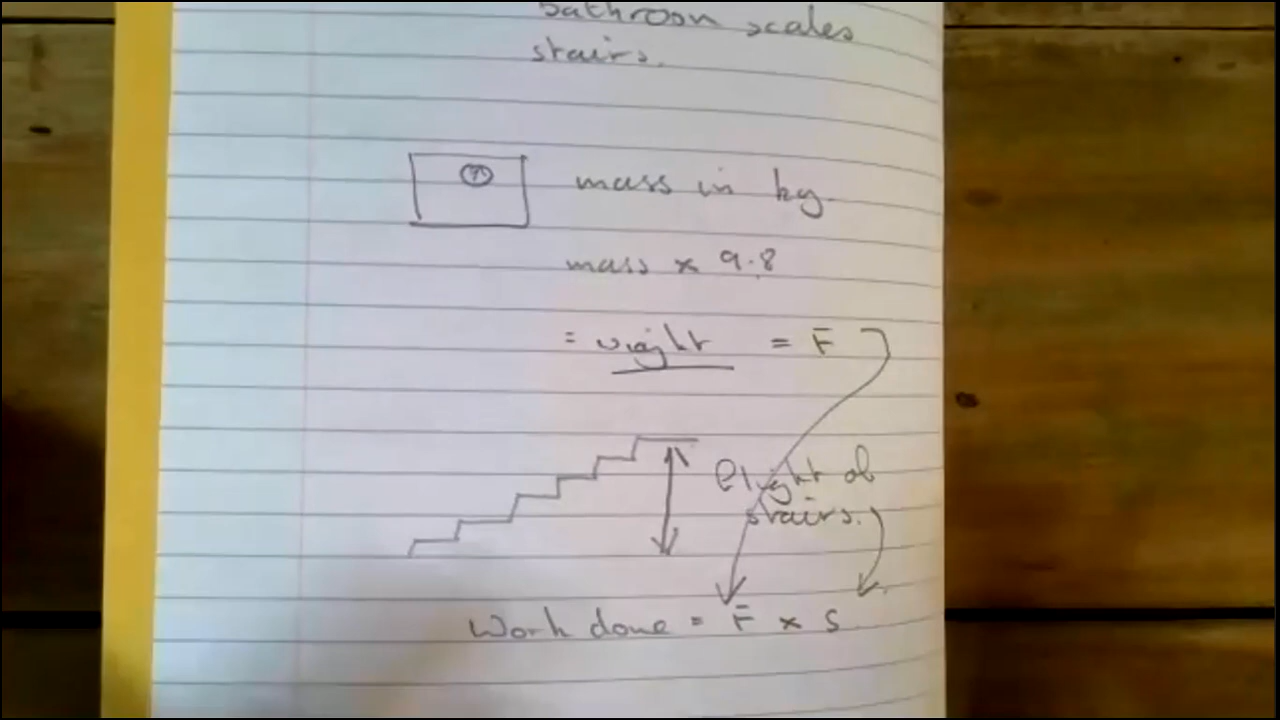 bathroom scales
stairs.
mass in kg.
mass × 9.8
= weight = F
flight of
stairs.
Work done = F × s